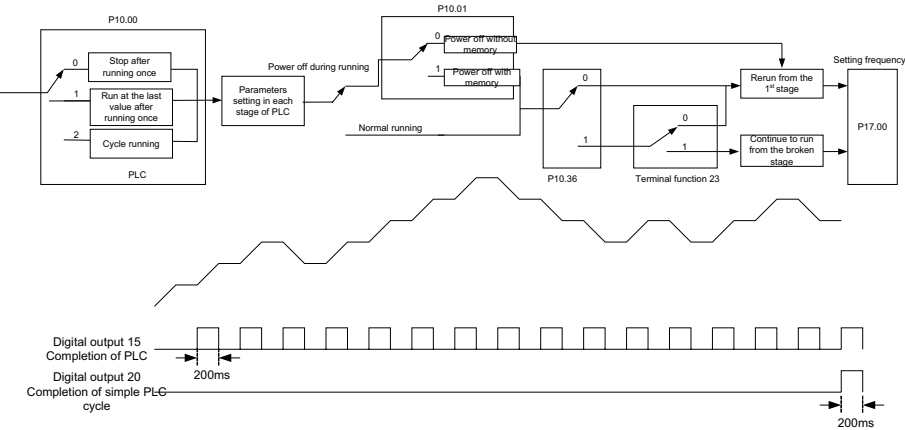 P10.00
0
Stop after
running once
1
Run at the last
value after
running once
2
Cycle running
PLC
Parameters
setting in each
stage of PLC
Power off during running
Normal running
P10.01
0
Power off without
memory
1
Power off with
memory
0
1
P10.36
0
1
Terminal function 23
Rerun from the
1st stage
Continue to run
from the broken
stage
Setting frequency
P17.00
Digital output 15
Completion of PLC
200ms
Digital output 20
Completion of simple PLC
cycle
200ms